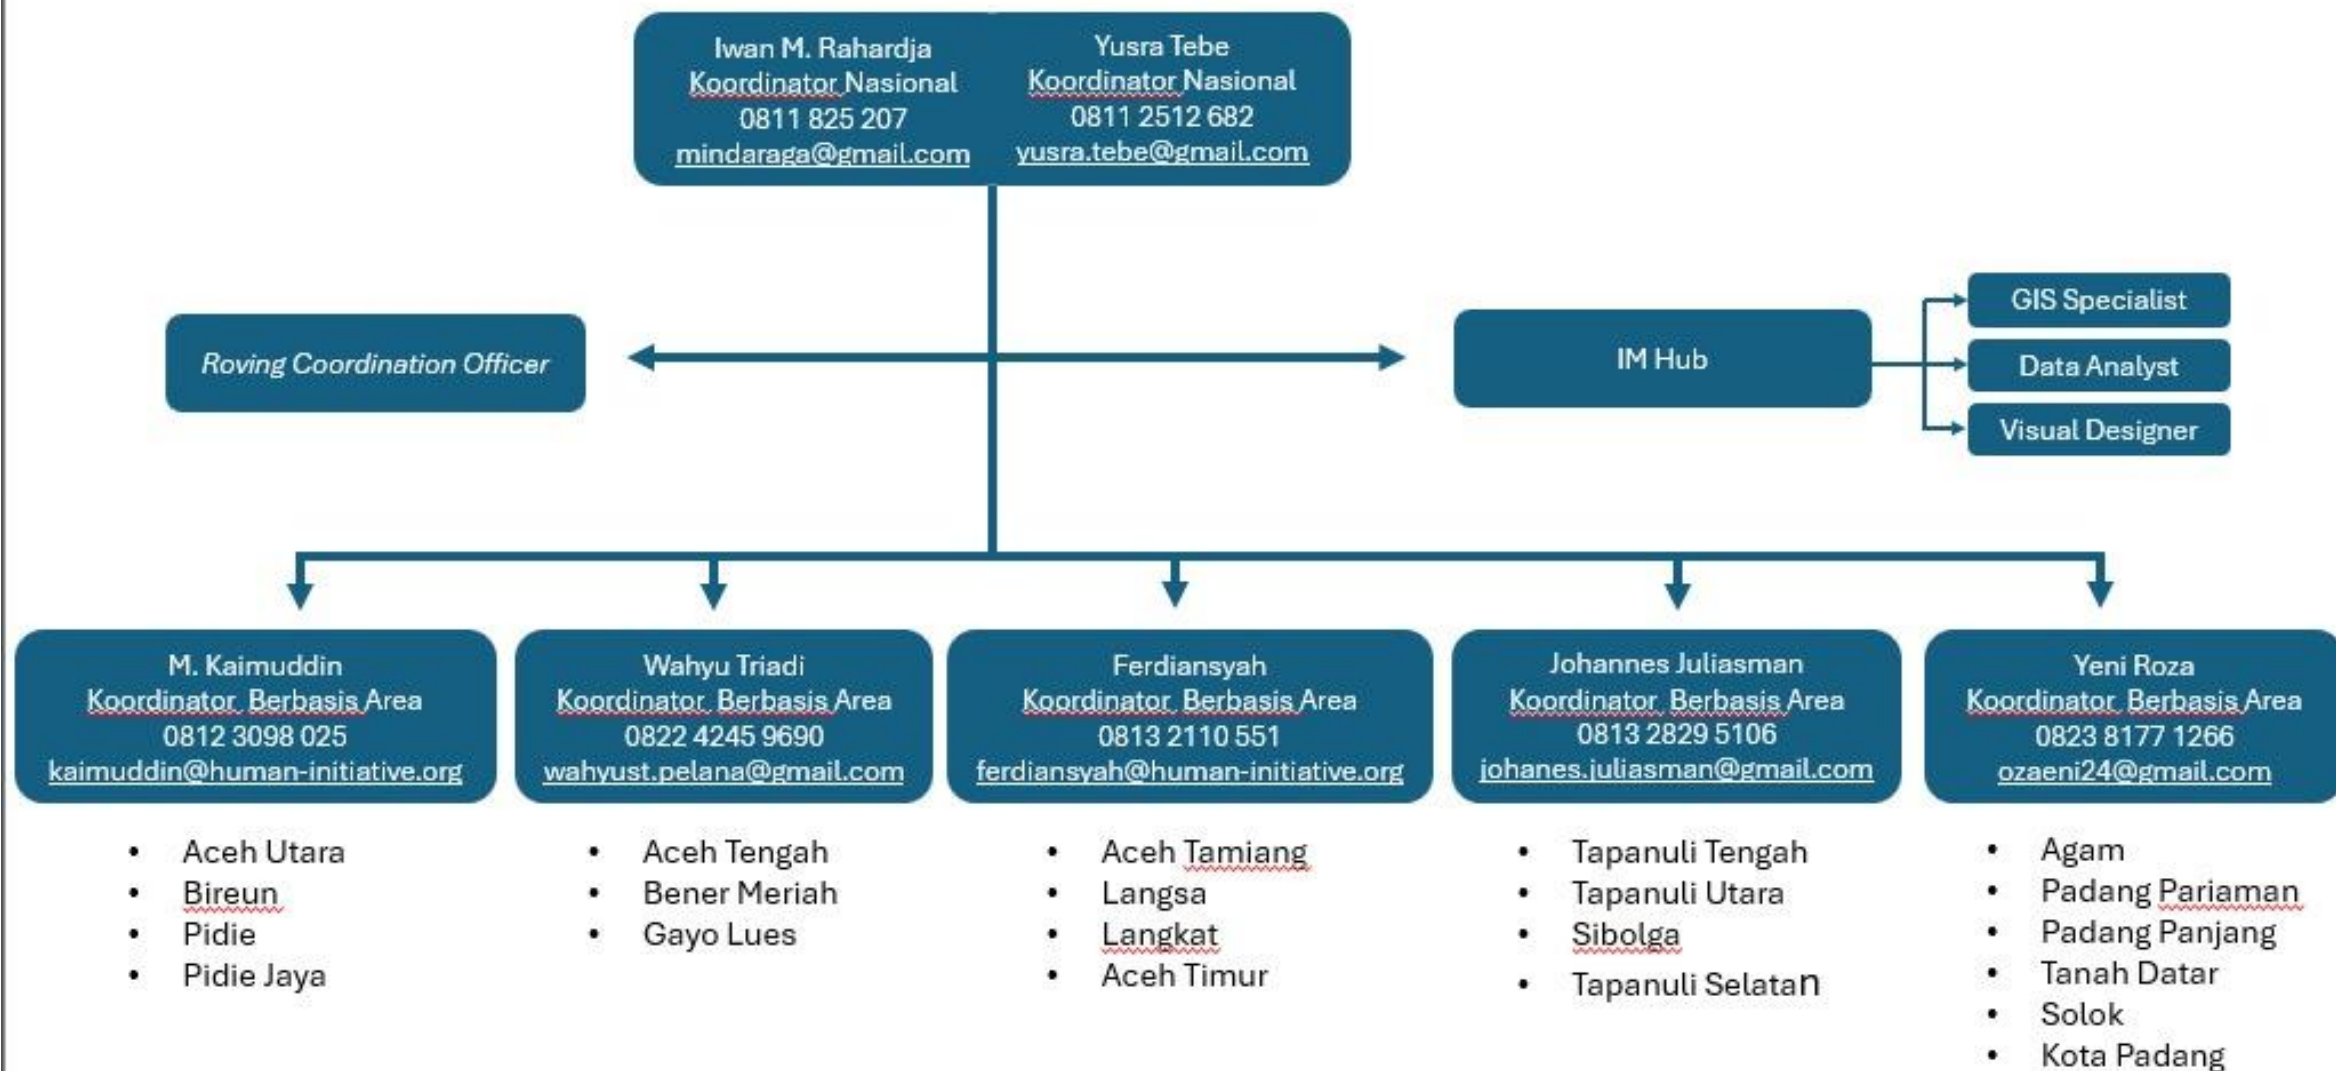 Iwan M. Rahardja
Koordinator Nasional
0811 825 207
mindaraga@gmail.com
Yusra Tebe
Koordinator Nasional
0811 2512 682
yusra.tebe@gmail.com
Roving Coordination Officer
IM Hub
GIS Specialist
Data Analyst
Visual Designer
M. Kaimuddin
Koordinator Berbasis Area
0812 3098 025
kaimuddin@human-initiative.org
• Aceh Utara
• Bireun
• Pidie
• Pidie Jaya
Wahyu Triadi
Koordinator Berbasis Area
0822 4245 9690
wahyust.pelana@gmail.com
• Aceh Tengah
• Bener Meriah
• Gayo Lues
Ferdiansyah
Koordinator Berbasis Area
0813 2110 551
ferdiansyah@human-initiative.org
• Aceh Tamiang
• Langsa
• Langkat
• Aceh Timur
Johannes Juliasman
Koordinator Berbasis Area
0813 2829 5106
johanes.juliasman@gmail.com
• Tapanuli Tengah
• Tapanuli Utara
• Sibolga
• Tapanuli Selatan
Yeni Roza
Koordinator Berbasis Area
0823 8177 1266
ozaeni24@gmail.com
• Agam
• Padang Pariaman
• Padang Panjang
• Tanah Datar
• Solok
• Kota Padang